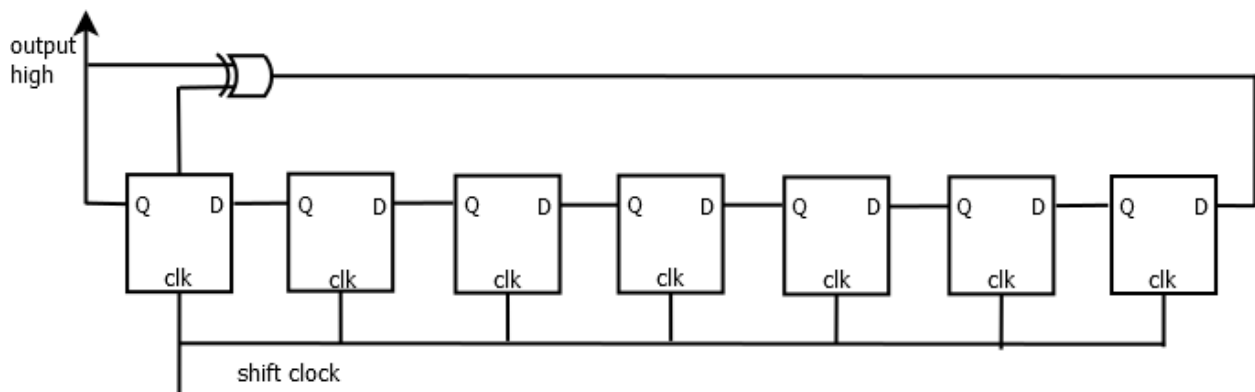 output
high
Q D Q D Q D Q D Q D Q D Q D
clk clk clk clk clk clk clk
shift clock